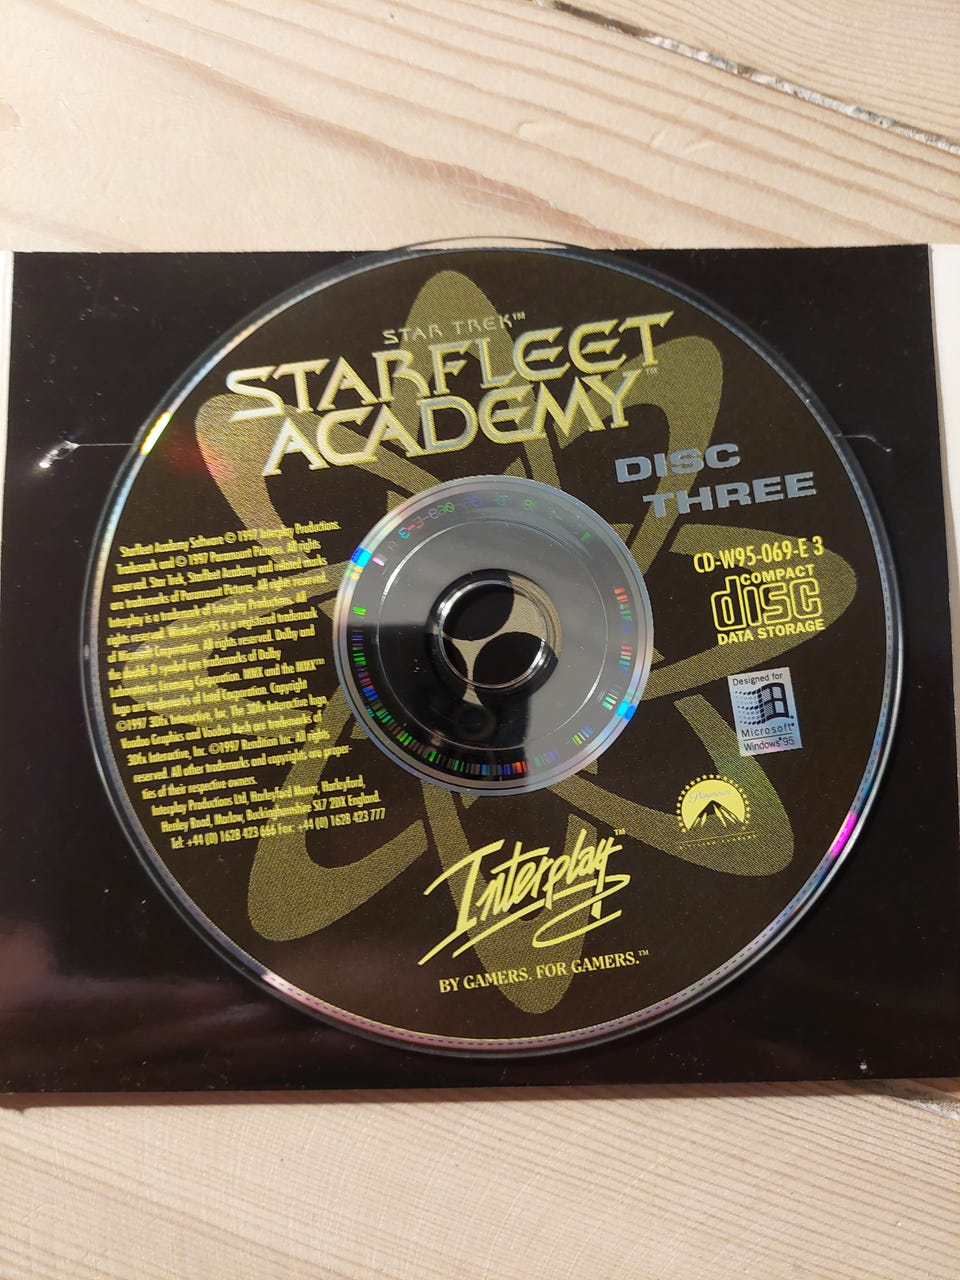 STAR TREK™
STARFLEET™
ACADEMY
DISC
THREE
CD-W95-069-E 3
COMPACT
disc
DATA STORAGE
Designed for
Microsoft®
Windows®95
Starfleet Academy Software © 1997 Interplay Productions.
Trademark and © 1997 Paramount Pictures. All rights
reserved. Star Trek, Starfleet Academy and related marks
are trademarks of Paramount Pictures. All rights reserved.
Interplay is a trademark of Interplay Productions. All
rights reserved. Windows®95 is a registered trademark
of Microsoft Corporation. All rights reserved. Dolby and
the double-D symbol are trademarks of Dolby
Laboratories Licensing Corporation. MMX and the MMX™
logo are trademarks of Intel Corporation. Copyright
©1997 3Dfx Interactive, Inc. The 3Dfx Interactive logo,
Voodoo Graphics and Voodoo Rush are trademarks of
3Dfx Interactive, Inc. ©1997 Rendition Inc. All rights
reserved. All other trademarks and copyrights are proper-
ties of their respective owners.
Interplay Productions Ltd, Harleyford Manor, Harleyford,
Henley Road, Marlow, Buckinghamshire SL7 2DX England.
Tel: +44 (0) 1628 423 666 Fax: +44 (0) 1628 423 777
Paramount
Interplay™
BY GAMERS. FOR GAMERS.™